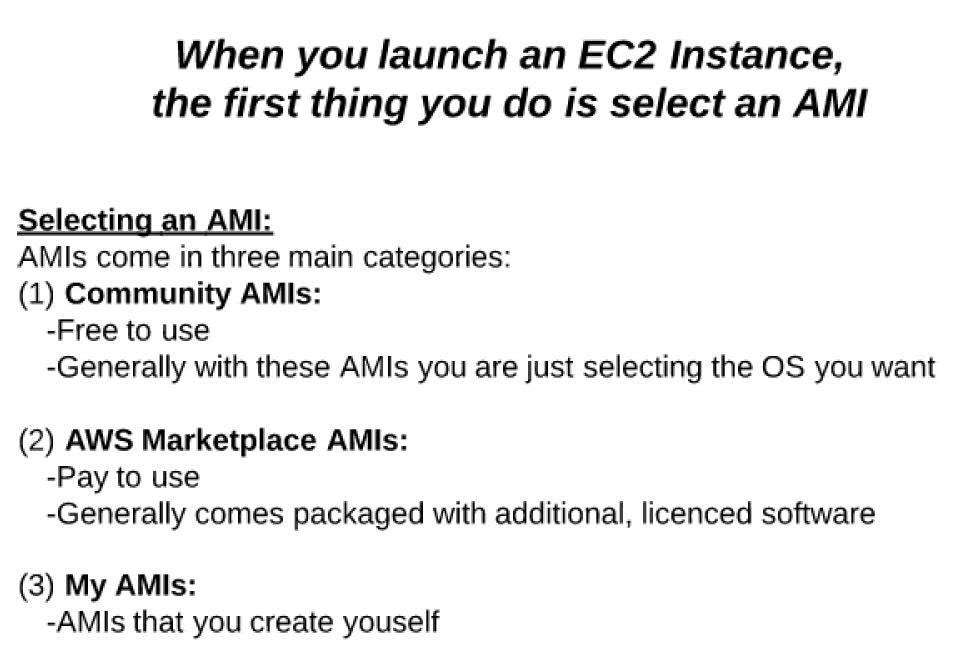 When you launch an EC2 Instance,
the first thing you do is select an AMI
Selecting an AMI:
AMIs come in three main categories:
(1) Community AMIs:
-Free to use
-Generally with these AMIs you are just selecting the OS you want
(2) AWS Marketplace AMIs:
-Pay to use
-Generally comes packaged with additional, licenced software
(3) My AMIs:
-AMIs that you create youself